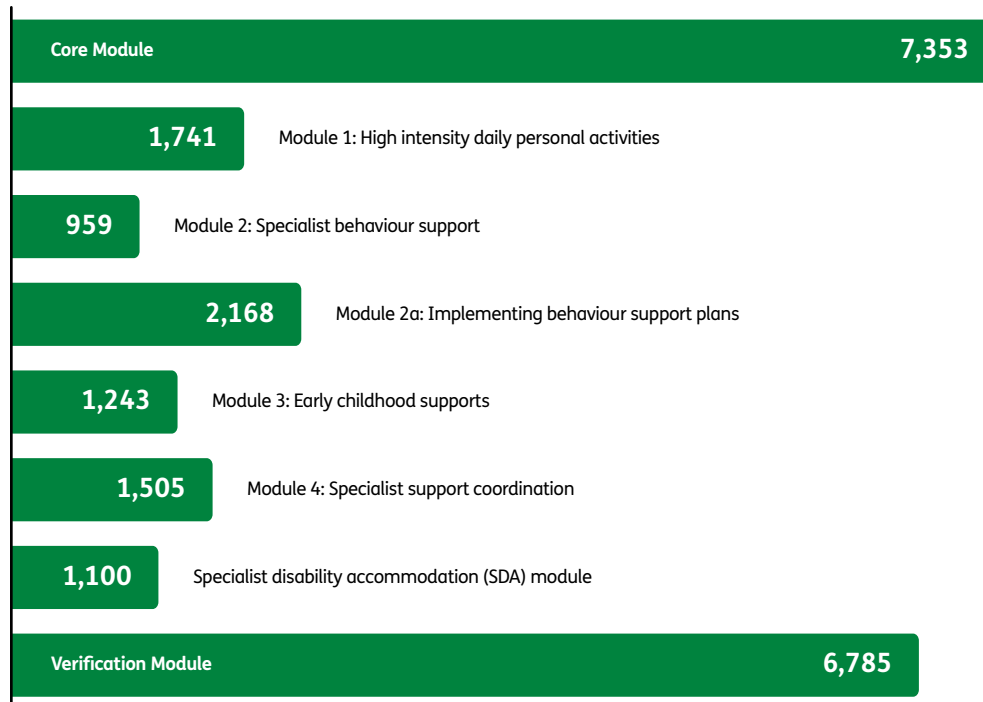 Core Module 7,353
1,741 Module 1: High intensity daily personal activities
959 Module 2: Specialist behaviour support
2,168 Module 2a: Implementing behaviour support plans
1,243 Module 3: Early childhood supports
1,505 Module 4: Specialist support coordination
1,100 Specialist disability accommodation (SDA) module
Verification Module 6,785